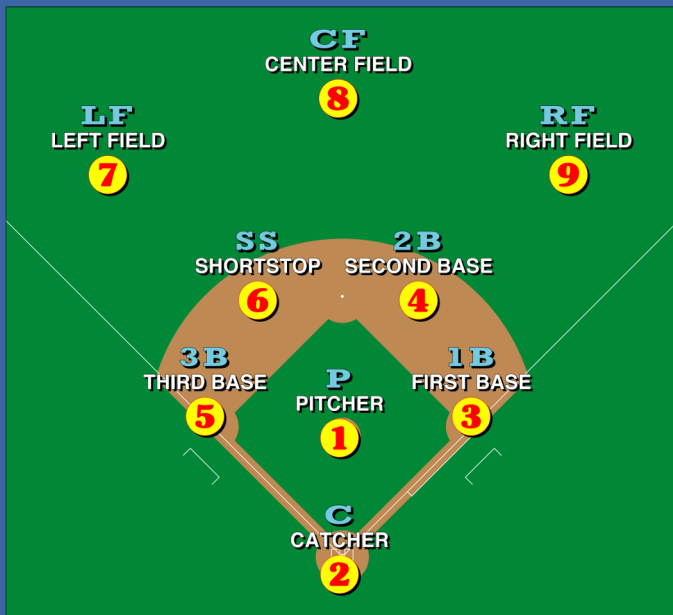 CF
CENTER FIELD
8
LF
LEFT FIELD
7
RF
RIGHT FIELD
9
SS
SHORTSTOP
6
2B
SECOND BASE
4
3B
THIRD BASE
5
P
PITCHER
1
1B
FIRST BASE
3
C
CATCHER
2